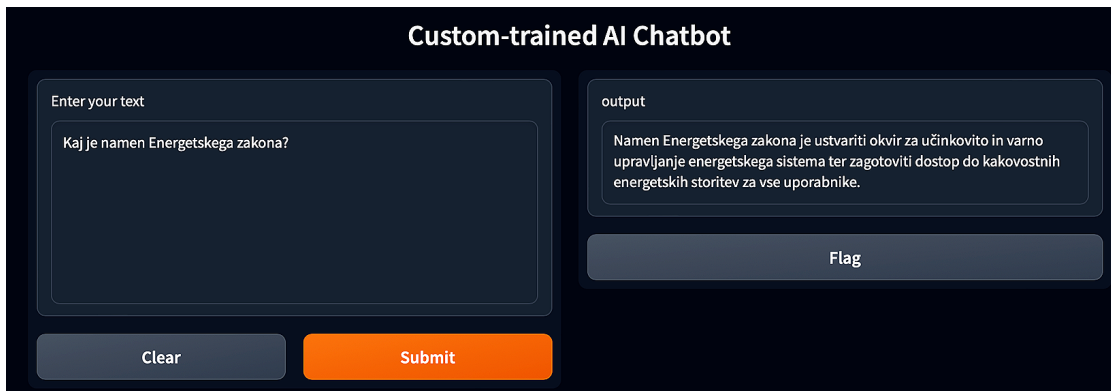 Custom-trained AI Chatbot
Enter your text
Kaj je namen Energetskega zakona?
Clear
Submit
output
Namen Energetskega zakona je ustvariti okvir za učinkovito in varno
upravljanje energetskega sistema ter zagotoviti dostop do kakovostnih
energetskih storitev za vse uporabnike.
Flag